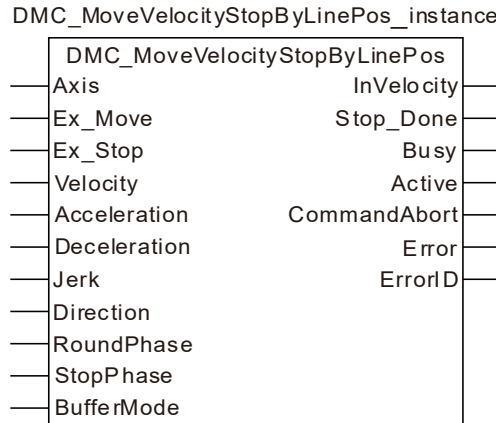 DMC_MoveVelocityStopByLinePos_instance
DMC_MoveVelocityStopByLinePos
Axis InVelocity
Ex_Move Stop_Done
Ex_Stop Busy
Velocity Active
Acceleration CommandAbort
Deceleration Error
Jerk ErrorID
Direction
RoundPhase
StopPhase
BufferMode